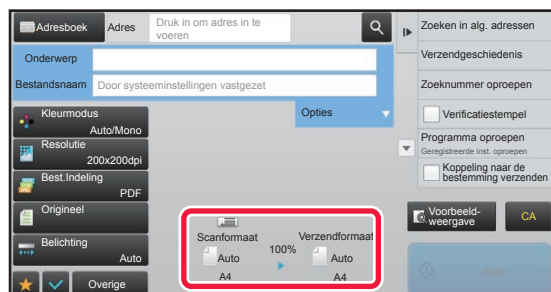 Adresboek
Adres
Druk in om adres in te
voeren
Onderwerp
Bestandsnaam
Door systeeminstellingen vastgezet
Opties
Kleurmodus
Auto/Mono
Resolutie
200x200dpi
Best.Indeling
PDF
Origineel
Belichting
Auto
Overige
Scanformaat
Auto
A4
100%
Verzendformaat
Auto
A4
Zoeken in alg. adressen
Verzendgeschiedenis
Zoeknummer oproepen
Verificatiestempel
Programma oproepen
Geregistreerde inst. oproepen
Koppeling naar de
bestemming verzenden
Voorbeeld-
weergave
CA
Start